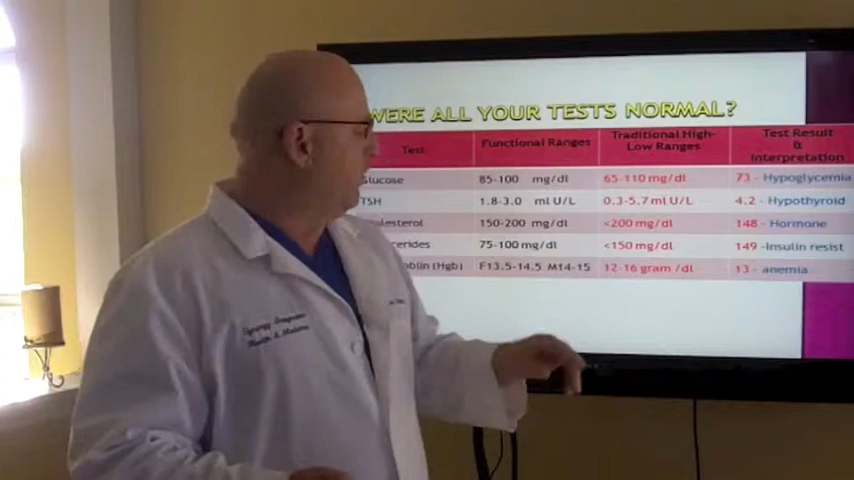 WERE ALL YOUR TESTS NORMAL?
Test Functional Ranges Traditional High-Low Ranges Test Result & Interpretation
Glucose 85-100 mg/dl 65-110 mg/dl 73 - Hypoglycemia
TSH 1.8-3.0 ml U/L 0.3-5.7 ml U/L 4.2 - Hypothyroid
150-200 mg/dl <200 mg/dl 148 - Hormone
75-100 mg/dl <150 mg/dl 149 - Insulin resist
(Hgb) F13.5-14.5 M14-15 12-16 gram /dl 13 - anemia
Health &